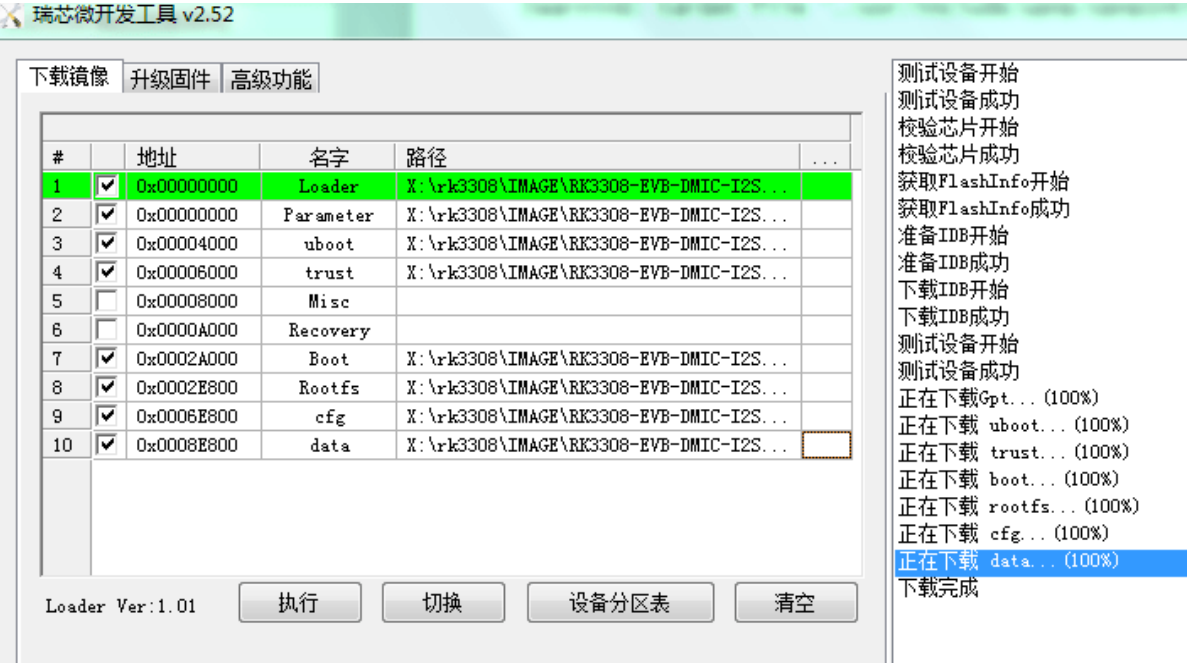 瑞芯微开发工具 v2.52
下载镜像 升级固件 高级功能
# 地址 名字 路径 ...
1 0x00000000 Loader X:\rk3308\IMAGE\RK3308-EVB-DMIC-I2S...
2 0x00000000 Parameter X:\rk3308\IMAGE\RK3308-EVB-DMIC-I2S...
3 0x00004000 uboot X:\rk3308\IMAGE\RK3308-EVB-DMIC-I2S...
4 0x00006000 trust X:\rk3308\IMAGE\RK3308-EVB-DMIC-I2S...
5 0x00008000 Misc
6 0x0000A000 Recovery
7 0x0002A000 Boot X:\rk3308\IMAGE\RK3308-EVB-DMIC-I2S...
8 0x0002E800 Rootfs X:\rk3308\IMAGE\RK3308-EVB-DMIC-I2S...
9 0x0006E800 cfg X:\rk3308\IMAGE\RK3308-EVB-DMIC-I2S...
10 0x0008E800 data X:\rk3308\IMAGE\RK3308-EVB-DMIC-I2S...
Loader Ver:1.01 执行 切换 设备分区表 清空
测试设备开始
测试设备成功
校验芯片开始
校验芯片成功
获取FlashInfo开始
获取FlashInfo成功
准备IDB开始
准备IDB成功
下载IDB开始
下载IDB成功
测试设备开始
测试设备成功
正在下载Gpt...(100%)
正在下载 uboot...(100%)
正在下载 trust...(100%)
正在下载 boot...(100%)
正在下载 rootfs...(100%)
正在下载 cfg...(100%)
正在下载 data...(100%)
下载完成